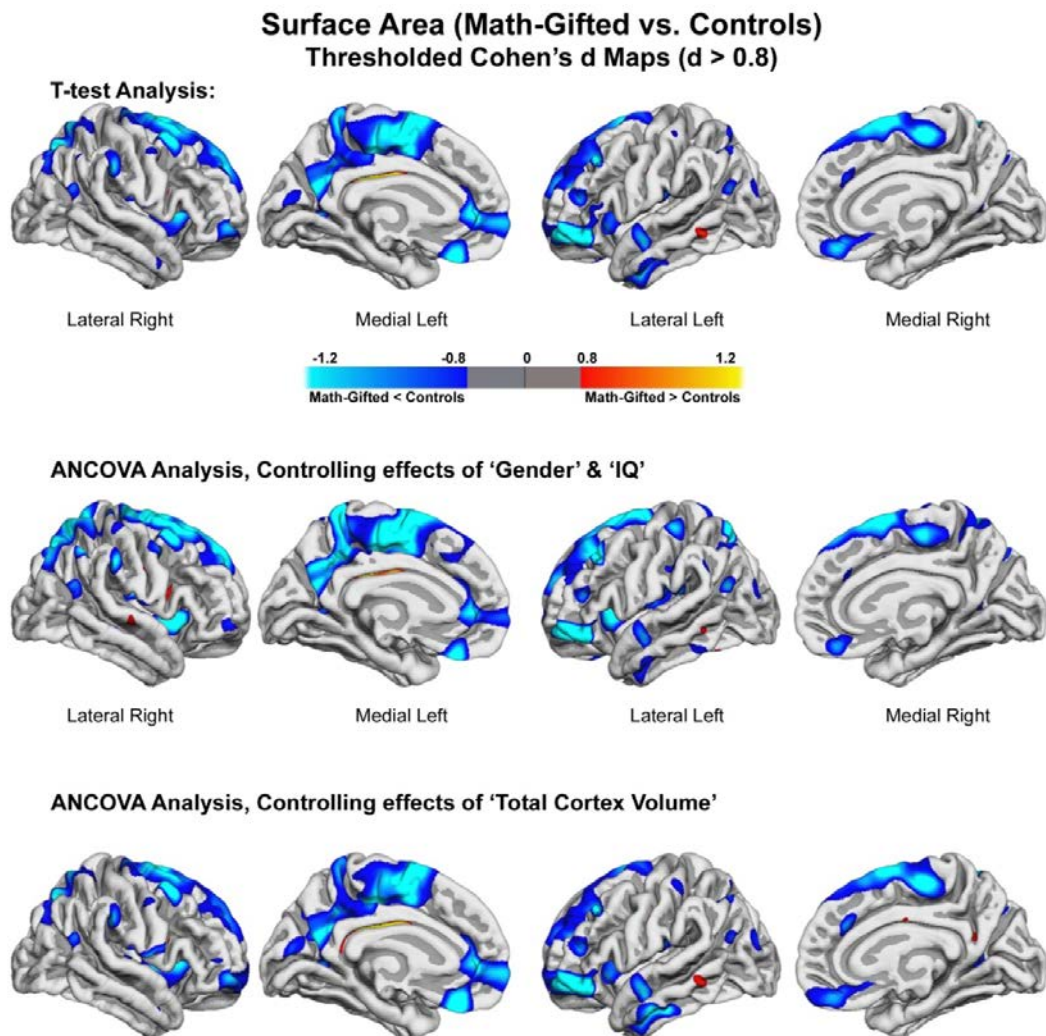 Surface Area (Math-Gifted vs. Controls)
Thresholded Cohen's d Maps (d > 0.8)
T-test Analysis:
Lateral Right
Medial Left
Lateral Left
Medial Right
-1.2 -0.8 0 0.8 1.2
Math-Gifted < Controls Math-Gifted > Controls
ANCOVA Analysis, Controlling effects of ‘Gender’ & ‘IQ’
Lateral Right
Medial Left
Lateral Left
Medial Right
ANCOVA Analysis, Controlling effects of ‘Total Cortex Volume’